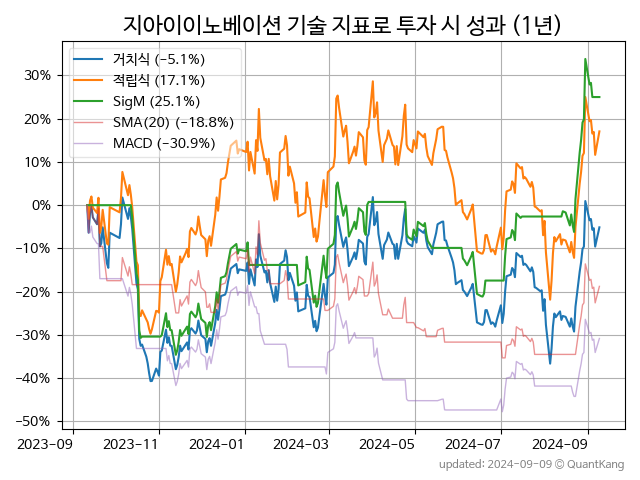 지아이이노베이션 기술 지표로 투자 시 성과 (1년)
거치식 (−5.1%)
적립식 (17.1%)
SigM (25.1%)
SMA(20) (−18.8%)
MACD (−30.9%)
30%
20%
10%
0%
−10%
−20%
−30%
−40%
−50%
2023-09 2023-11 2024-01 2024-03 2024-05 2024-07 2024-09
updated: 2024-09-09 © QuantKang